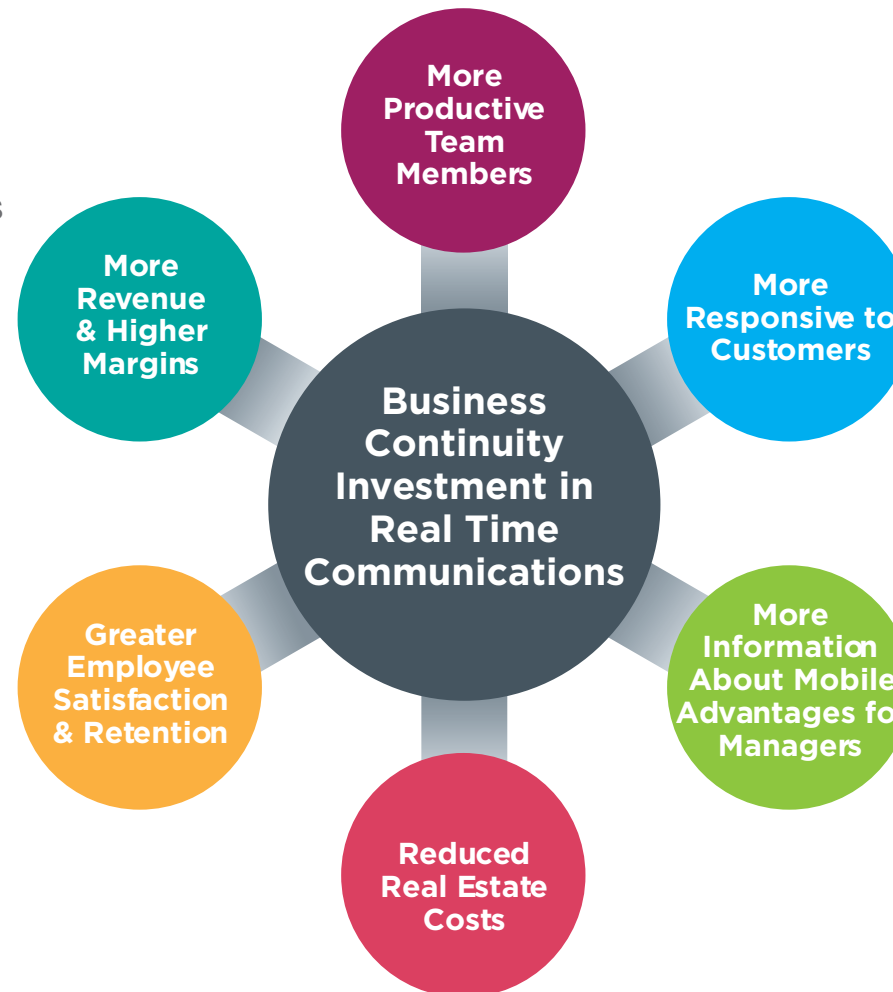 More
Productive
Team
Members
s
More
Revenue
& Higher
Margins
More
Responsive to
Customers
Business
Continuity
Investment in
Real Time
Communications
Greater
Employee
Satisfaction
& Retention
More
Information
About Mobile
Advantages fo
Managers
Reduced
Real Estate
Costs